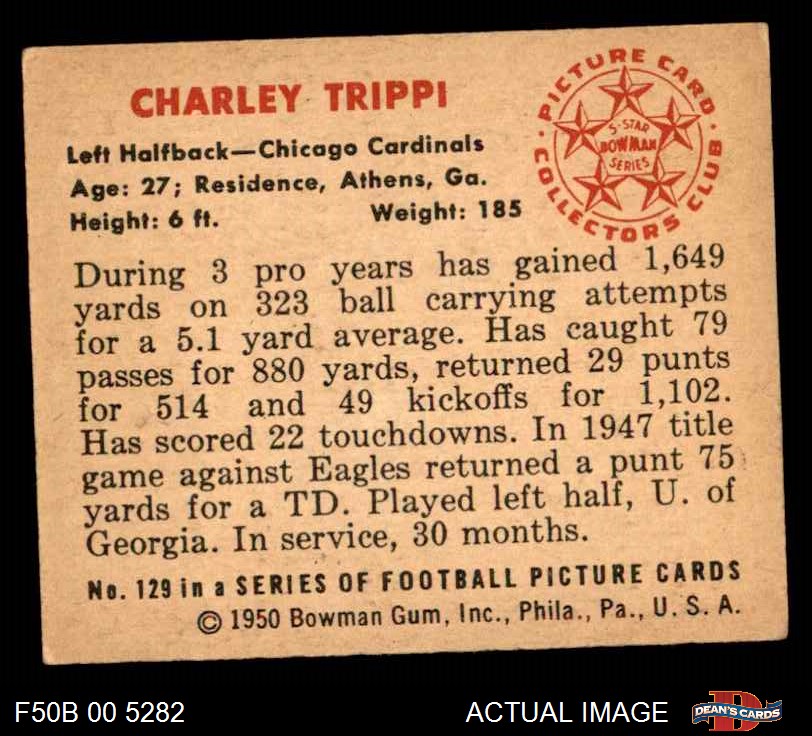 CHARLEY TRIPPI
Left Halfback—Chicago Cardinals
Age: 27; Residence, Athens, Ga.
Height: 6 ft. Weight: 185
PICTURE CARD
COLLECTORS CLUB
5-STAR
BOWMAN
SERIES
During 3 pro years has gained 1,649
yards on 323 ball carrying attempts
for a 5.1 yard average. Has caught 79
passes for 880 yards, returned 29 punts
for 514 and 49 kickoffs for 1,102.
Has scored 22 touchdowns. In 1947 title
game against Eagles returned a punt 75
yards for a TD. Played left half, U. of
Georgia. In service, 30 months.
No. 129 in a SERIES OF FOOTBALL PICTURE CARDS
© 1950 Bowman Gum, Inc., Phila., Pa., U. S. A.
F50B 00 5282
ACTUAL IMAGE
D
DEAN'S CARDS